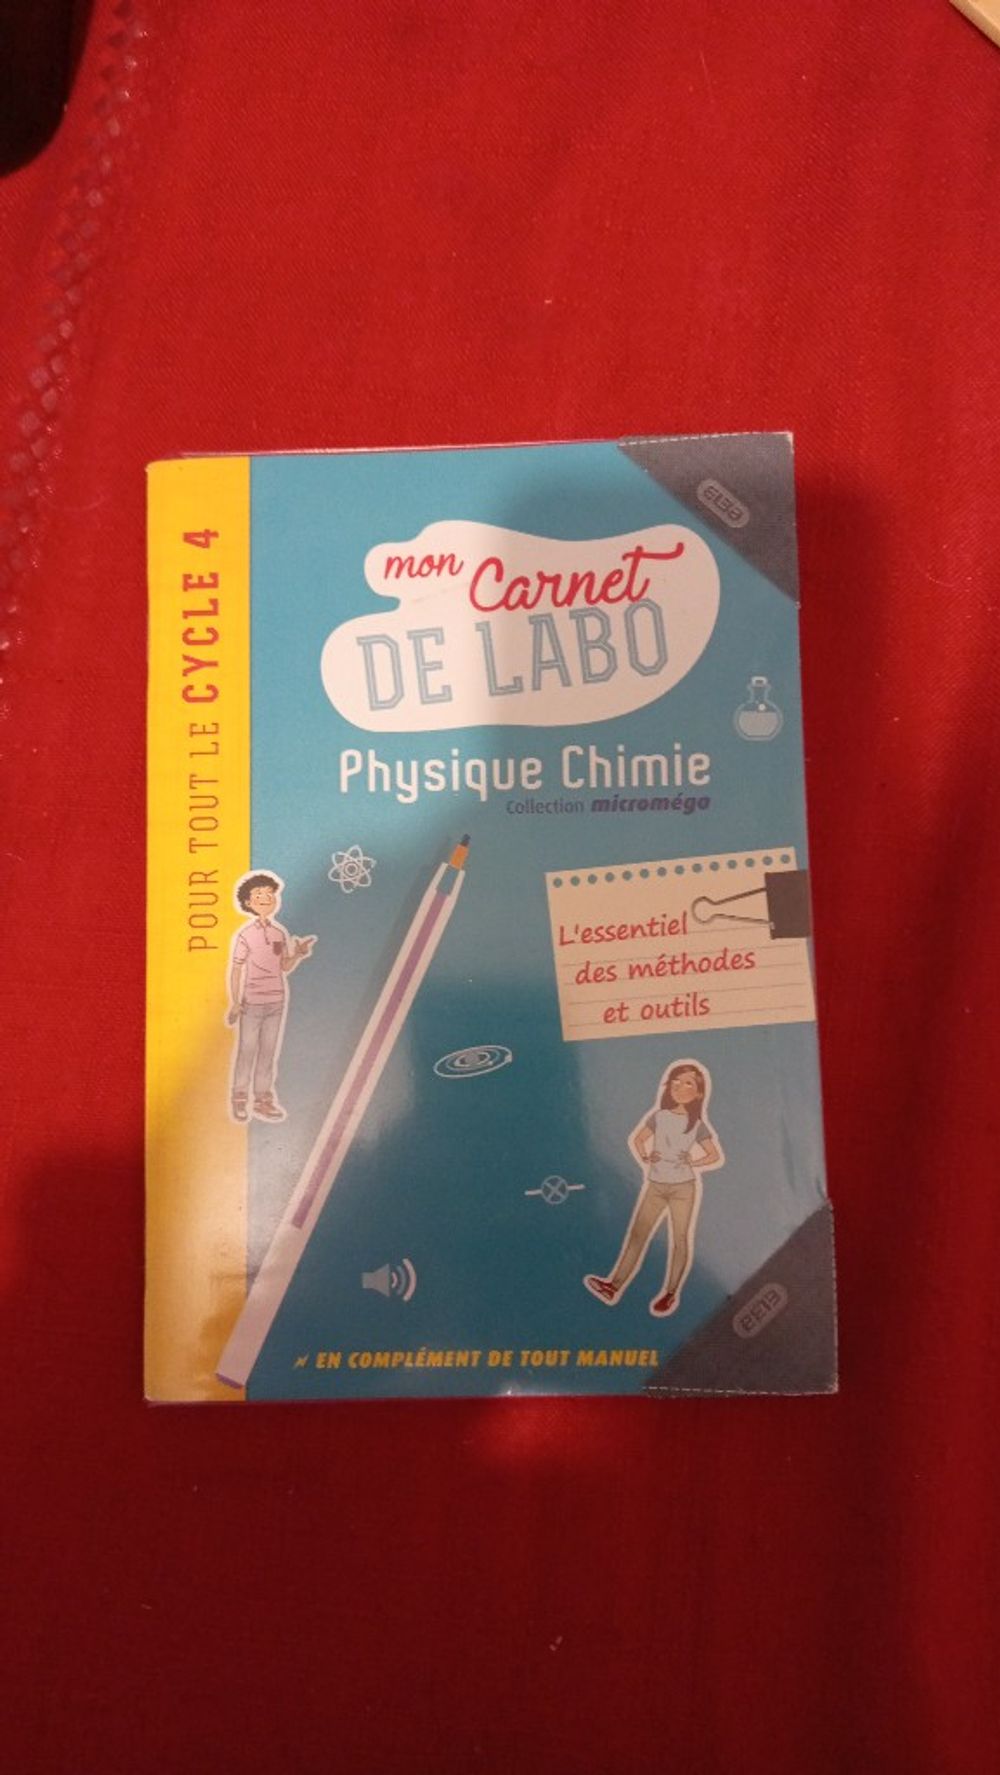 POUR TOUT LE CYCLE 4
mon Carnet
DE LABO
Physique Chimie
Collection microméga
L'essentiel
des méthodes
et outils
EN COMPLÉMENT DE TOUT MANUEL